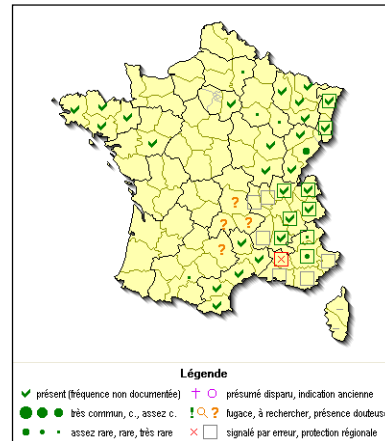 Légende
présent (fréquence non documentée) présumé disparu, indication ancienne
très commun, c., assez c. fugace, à rechercher, présence douteuse
assez rare, rare, très rare signalé par erreur, protection régionale